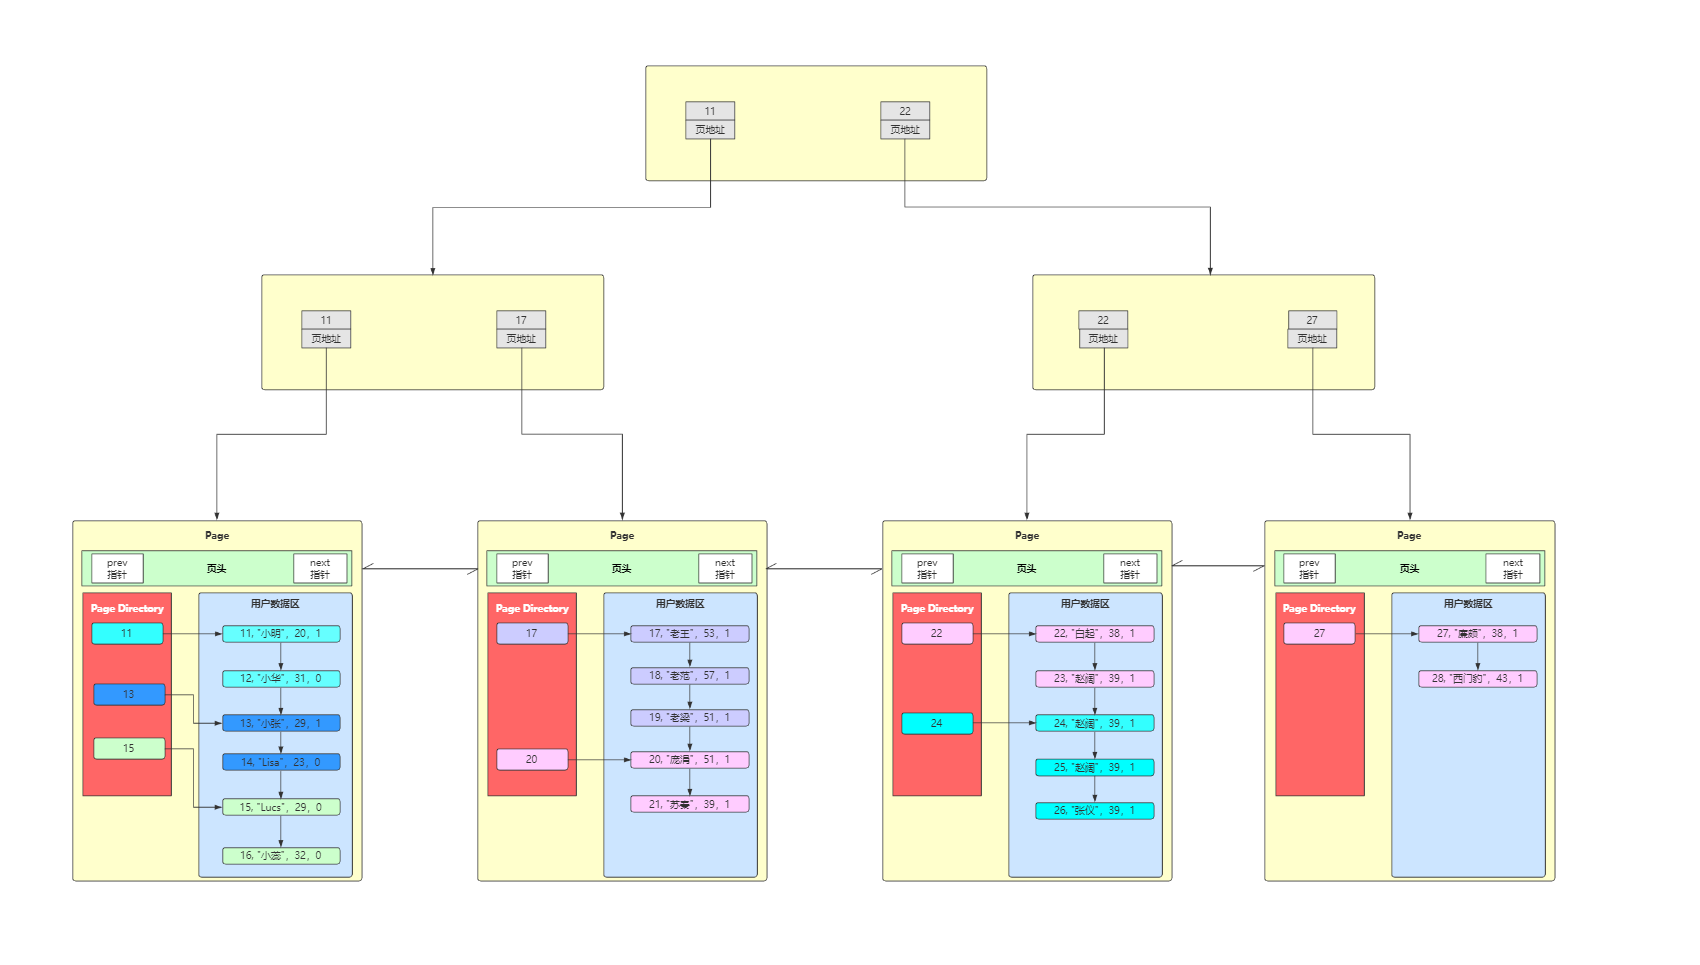 11
页地址
22
页地址
11
页地址
17
页地址
22
页地址
27
页地址
Page
prev
指针
页头
next
指针
Page Directory
11
13
15
用户数据区
11, "小明", 20, 1
12, "小华", 31, 0
13, "小张", 29, 1
14, "Lisa", 23, 0
15, "Lucs", 29, 0
16, "小蕊", 32, 0
Page
prev
指针
页头
next
指针
Page Directory
17
20
用户数据区
17, "老王", 53, 1
18, "老范", 57, 1
19, "老梁", 51, 1
20, "庞涓", 51, 1
21, "苏秦", 39, 1
Page
prev
指针
页头
next
指针
Page Directory
22
24
用户数据区
22, "白起", 38, 1
23, "赵阔", 39, 1
24, "赵阔", 39, 1
25, "赵阔", 39, 1
26, "张仪", 39, 1
Page
prev
指针
页头
next
指针
Page Directory
27
用户数据区
27, "廉颇", 38, 1
28, "西门豹", 43, 1